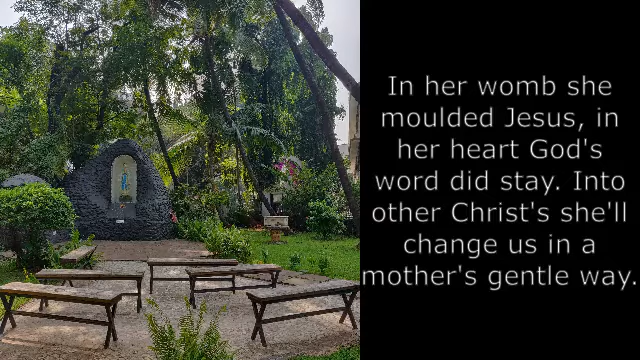 In her womb she
moulded Jesus, in
her heart God's
word did stay. Into
other Christ's she'll
change us in a
mother's gentle way.